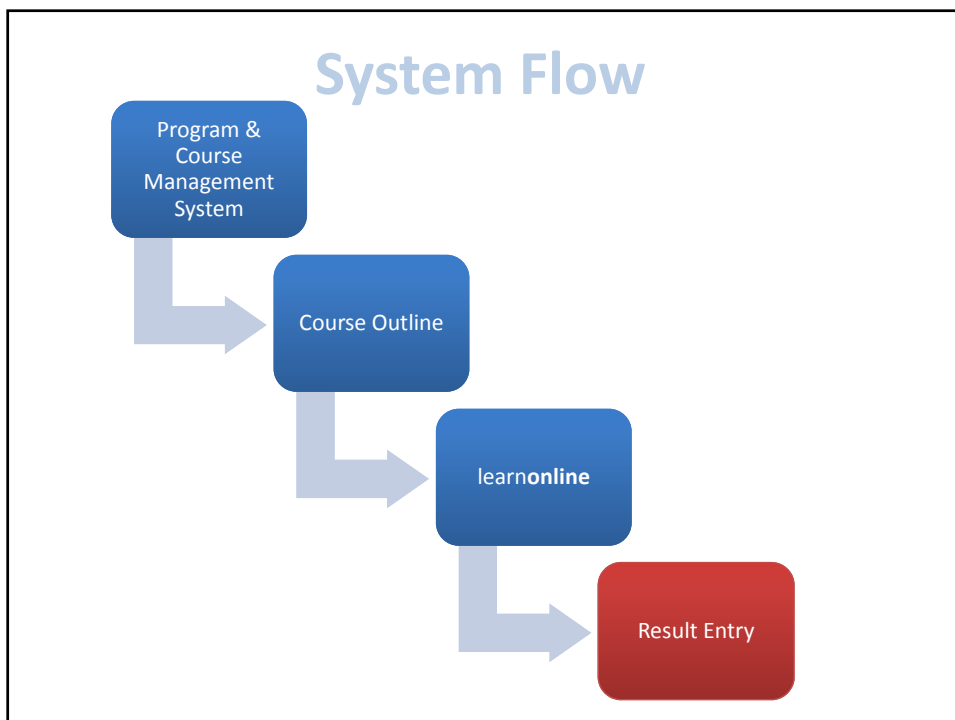 System Flow
Program &
Course
Management
System
Course Outline
learnonline
Result Entry